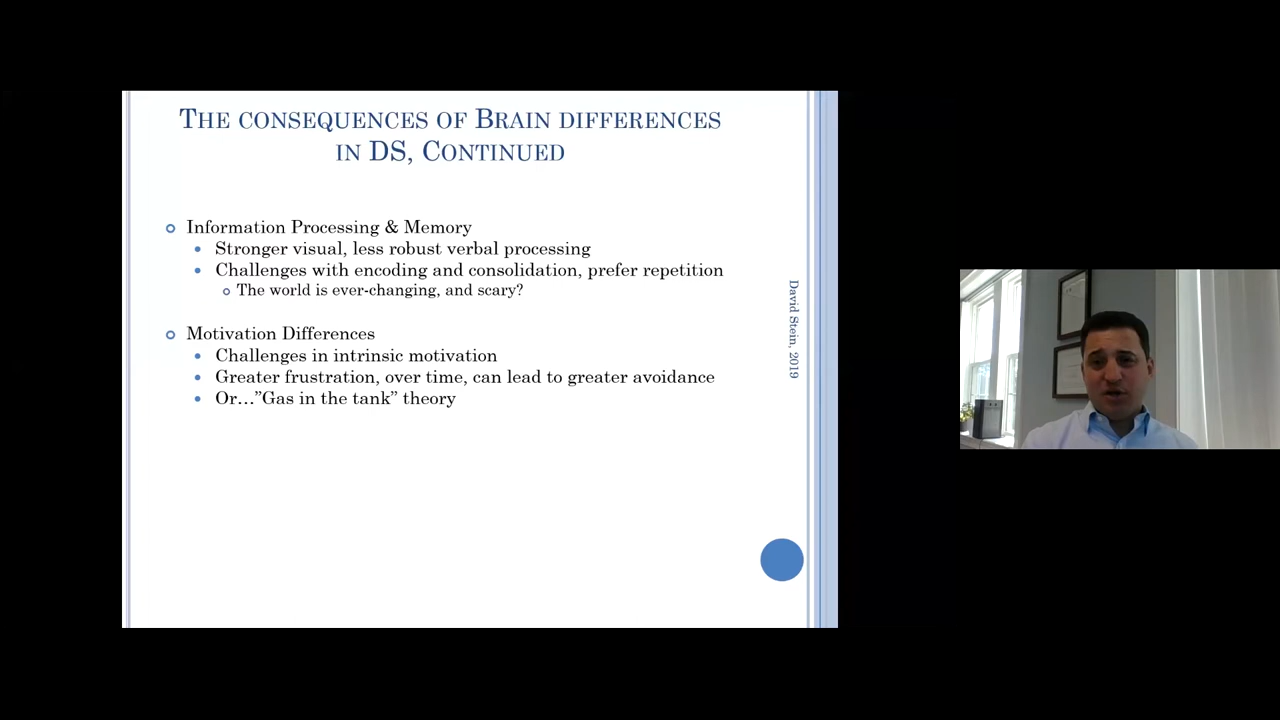 THE CONSEQUENCES OF BRAIN DIFFERENCES
IN DS, CONTINUED
Information Processing & Memory
Stronger visual, less robust verbal processing
Challenges with encoding and consolidation, prefer repetition
The world is ever-changing, and scary?
Motivation Differences
Challenges in intrinsic motivation
Greater frustration, over time, can lead to greater avoidance
Or…”Gas in the tank” theory
David Stein, 2019